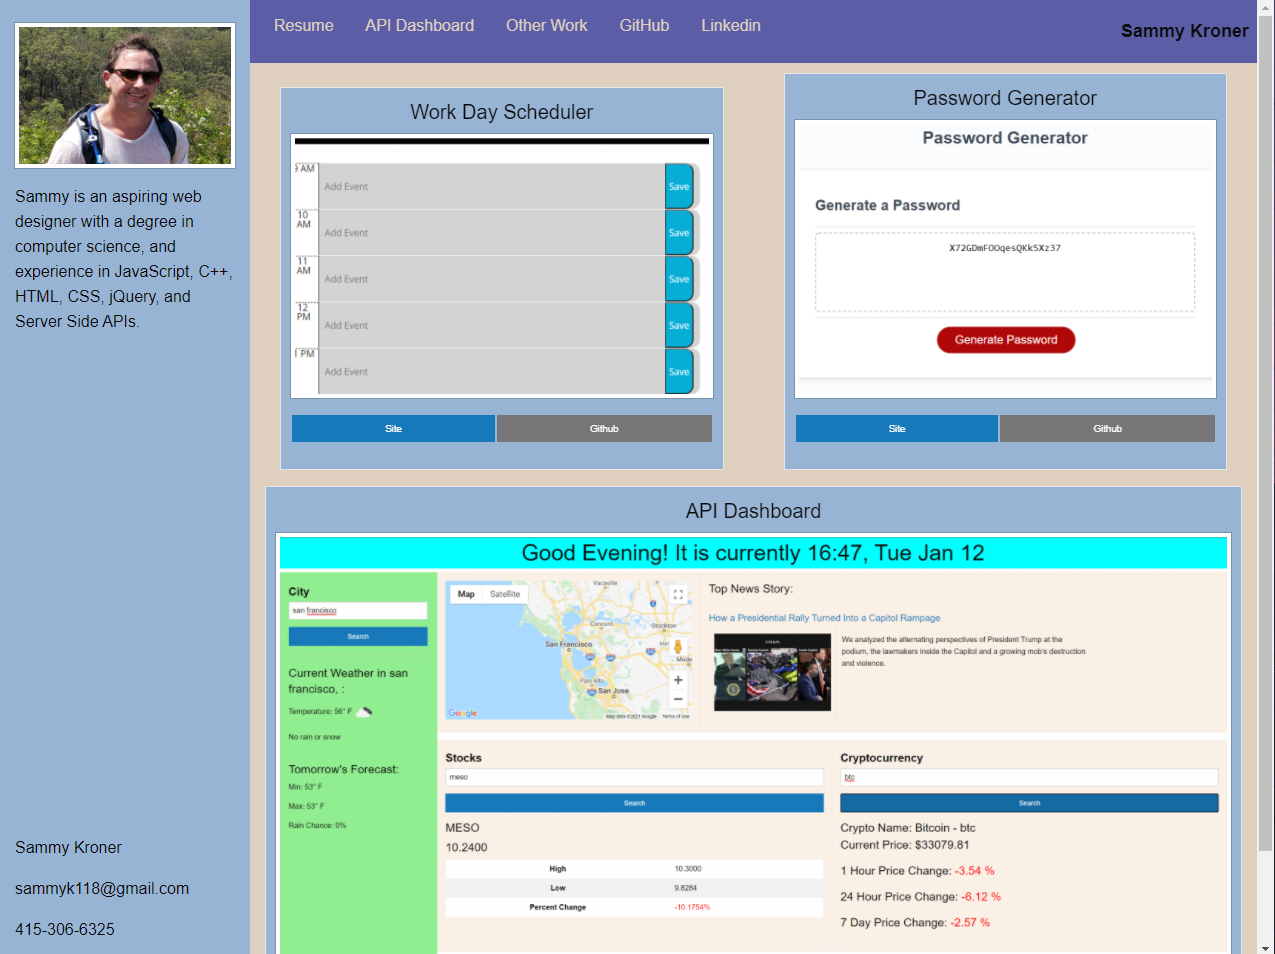 Resume
API Dashboard
Other Work
GitHub
Linkedin
Sammy Kroner
Sammy is an aspiring web
designer with a degree in
computer science, and
experience in JavaScript, C++,
HTML, CSS, jQuery, and
Server Side APIs.
Sammy Kroner
sammyk118@gmail.com
415-306-6325
Work Day Scheduler
9 AM
Add Event
Save
10
AM
Add Event
Save
11
AM
Add Event
Save
12
PM
Add Event
Save
1 PM
Add Event
Save
Site
Github
Password Generator
Password Generator
Generate a Password
X72GDmFOOqesQKk5Xz37
Generate Password
Site
Github
API Dashboard
Good Evening! It is currently 16:47, Tue Jan 12
City
san francisco
Search
Current Weather in san
francisco, :
Temperature: 56° F
No rain or snow
Tomorrow's Forecast:
Min: 53° F
Max: 53° F
Rain Chance: 0%
Map
Satellite
Vacaville
Concord
Stockton
San Francisco
Palo Alto
San Jose
Mode
Google
Map data ©2021 Google
Terms of Use
Top News Story:
How a Presidential Rally Turned Into a Capitol Rampage
We analyzed the alternating perspectives of President Trump at the
podium, the lawmakers inside the Capitol and a growing mob's destruction
and violence.
Stocks
meso
Search
MESO
10.2400
High 10.3000
Low 9.8284
Percent Change -10.1754%
Cryptocurrency
btc
Search
Crypto Name: Bitcoin - btc
Current Price: $33079.81
1 Hour Price Change: -3.54 %
24 Hour Price Change: -6.12 %
7 Day Price Change: -2.57 %